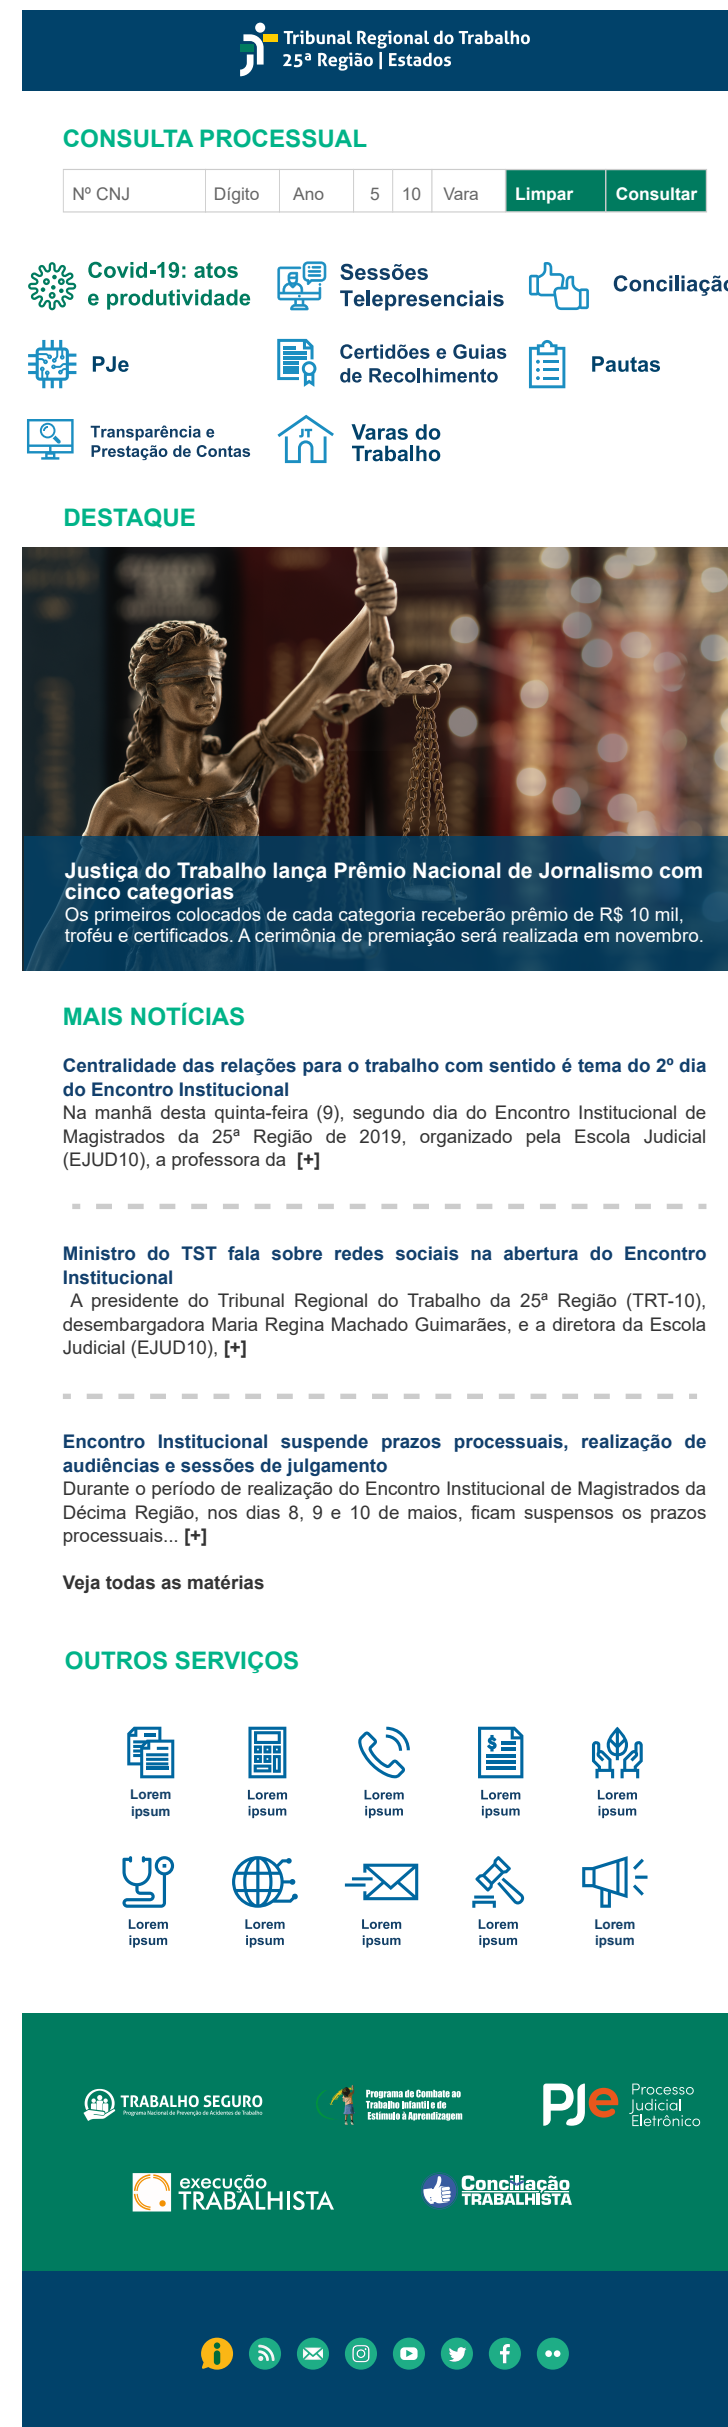 Tribunal Regional do Trabalho
25ª Região | Estados
CONSULTA PROCESSUAL
Nº CNJ Dígito Ano 5 10 Vara Limpar Consultar
Covid-19: atos
e produtividade
Sessões
Telepresenciais
Conciliação
PJe
Certidões e Guias
de Recolhimento
Pautas
Transparência e
Prestação de Contas
JT
Varas do
Trabalho
DESTAQUE
Justiça do Trabalho lança Prêmio Nacional de Jornalismo com
cinco categorias
Os primeiros colocados de cada categoria receberão prêmio de R$ 10 mil,
troféu e certificados. A cerimônia de premiação será realizada em novembro.
MAIS NOTÍCIAS
Centralidade das relações para o trabalho com sentido é tema do 2º dia
do Encontro Institucional
Na manhã desta quinta-feira (9), segundo dia do Encontro Institucional de
Magistrados da 25ª Região de 2019, organizado pela Escola Judicial
(EJUD10), a professora da [+]
Ministro do TST fala sobre redes sociais na abertura do Encontro
Institucional
A presidente do Tribunal Regional do Trabalho da 25ª Região (TRT-10),
desembargadora Maria Regina Machado Guimarães, e a diretora da Escola
Judicial (EJUD10), [+]
Encontro Institucional suspende prazos processuais, realização de
audiências e sessões de julgamento
Durante o período de realização do Encontro Institucional de Magistrados da
Décima Região, nos dias 8, 9 e 10 de maios, ficam suspensos os prazos
processuais... [+]
Veja todas as matérias
OUTROS SERVIÇOS
Lorem
ipsum
Lorem
ipsum
Lorem
ipsum
Lorem
ipsum
Lorem
ipsum
Lorem
ipsum
Lorem
ipsum
Lorem
ipsum
Lorem
ipsum
Lorem
ipsum
TRABALHO SEGURO
Programa Nacional de Prevenção de Acidentes de Trabalho
Programa de Combate ao
Trabalho Infantil e de
Estímulo à Aprendizagem
PJe
Processo
Judicial
Eletrônico
execução
TRABALHISTA
Conciliação
TRABALHISTA